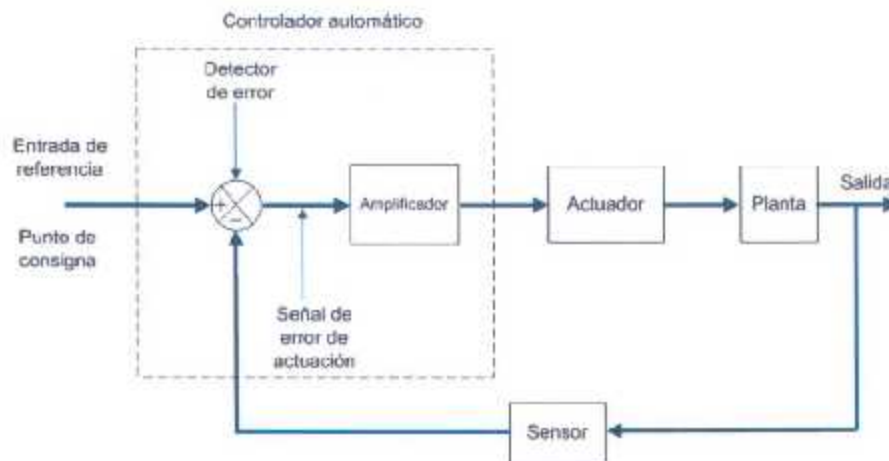 Controlador automático
Detector
de error
Entrada de
referencia
Punto de
consigna
Amplificador
Actuador
Planta
Salida
Señal de
error de
actuación
Sensor